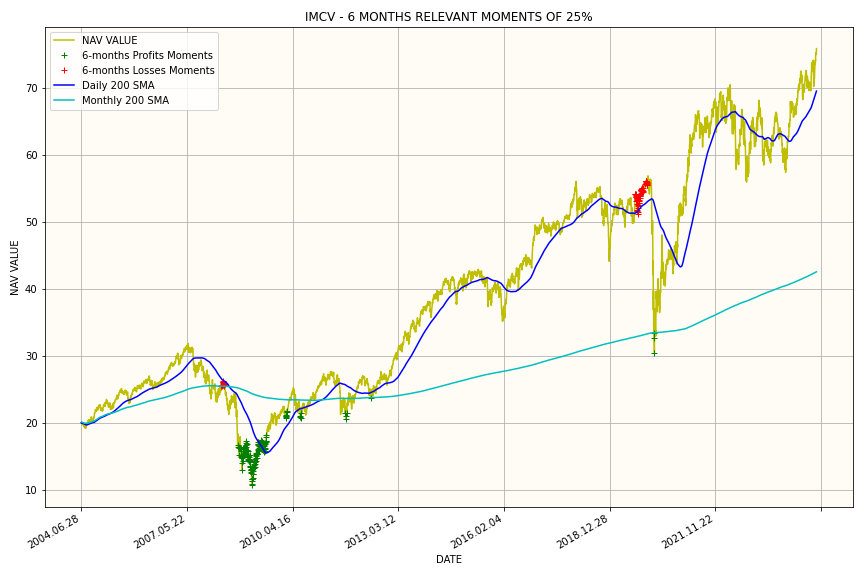 IMCV - 6 MONTHS RELEVANT MOMENTS OF 25%
NAV VALUE
6-months Profits Moments
6-months Losses Moments
Daily 200 SMA
Monthly 200 SMA
NAV VALUE
70
60
50
40
30
20
10
2004.06.28
2007.05.22
2010.04.16
2013.03.12
2016.02.04
2018.12.28
2021.11.22
DATE